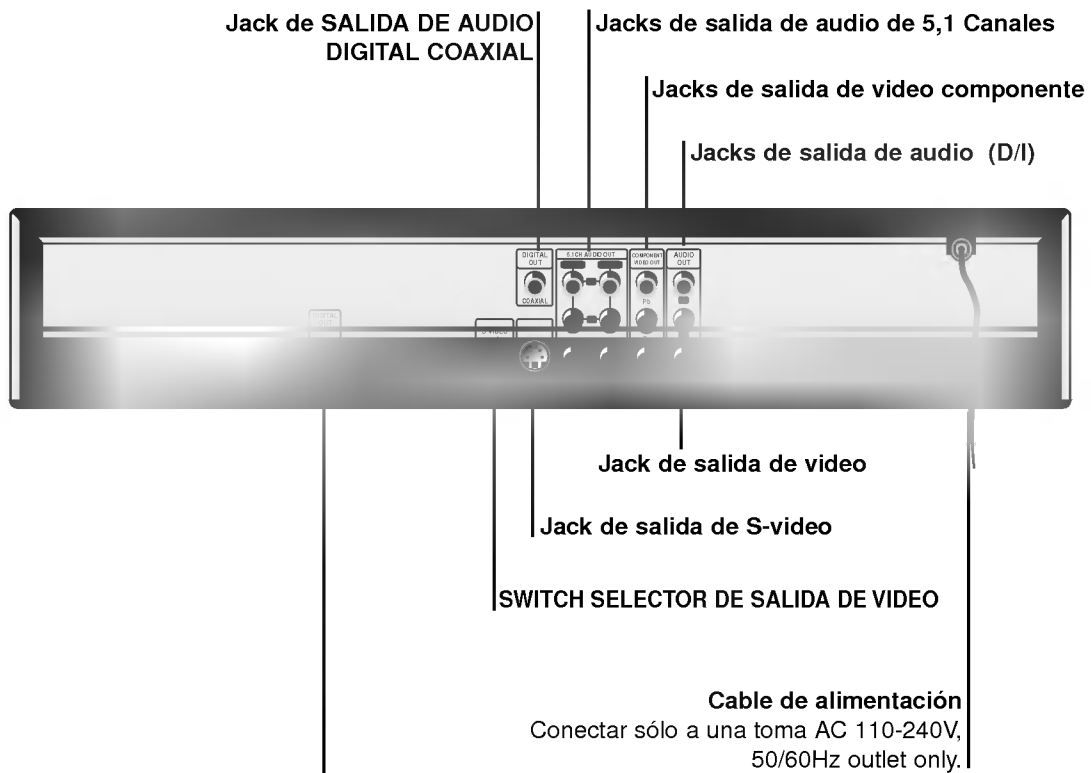 Jack de SALIDA DE AUDIO
DIGITAL COAXIAL
Jacks de salida de audio de 5,1 Canales
Jacks de salida de video componente
Jacks de salida de audio (D/I)
DIGITAL
OUT
COAXIAL
5.1CH AUDIO OUT
COMPONENT
VIDEO OUT
Pb
AUDIO
OUT
DIGITAL
OUT
S-VIDEO
Jack de salida de video
Jack de salida de S-video
SWITCH SELECTOR DE SALIDA DE VIDEO
Cable de alimentación
Conectar sólo a una toma AC 110-240V,
50/60Hz outlet only.